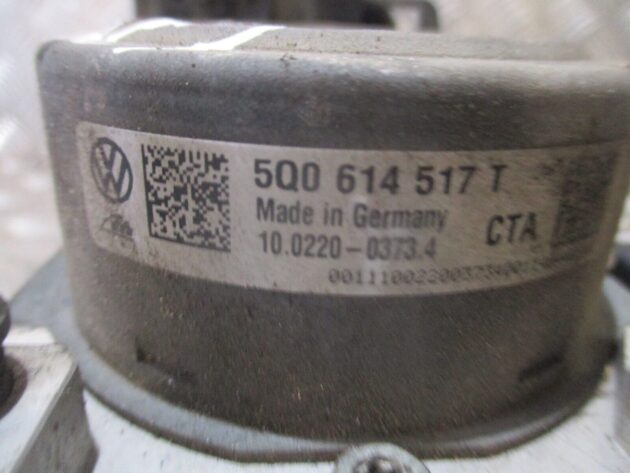 5Q0 614 517 T
Made in Germany
CTA
10.0220-0373.4